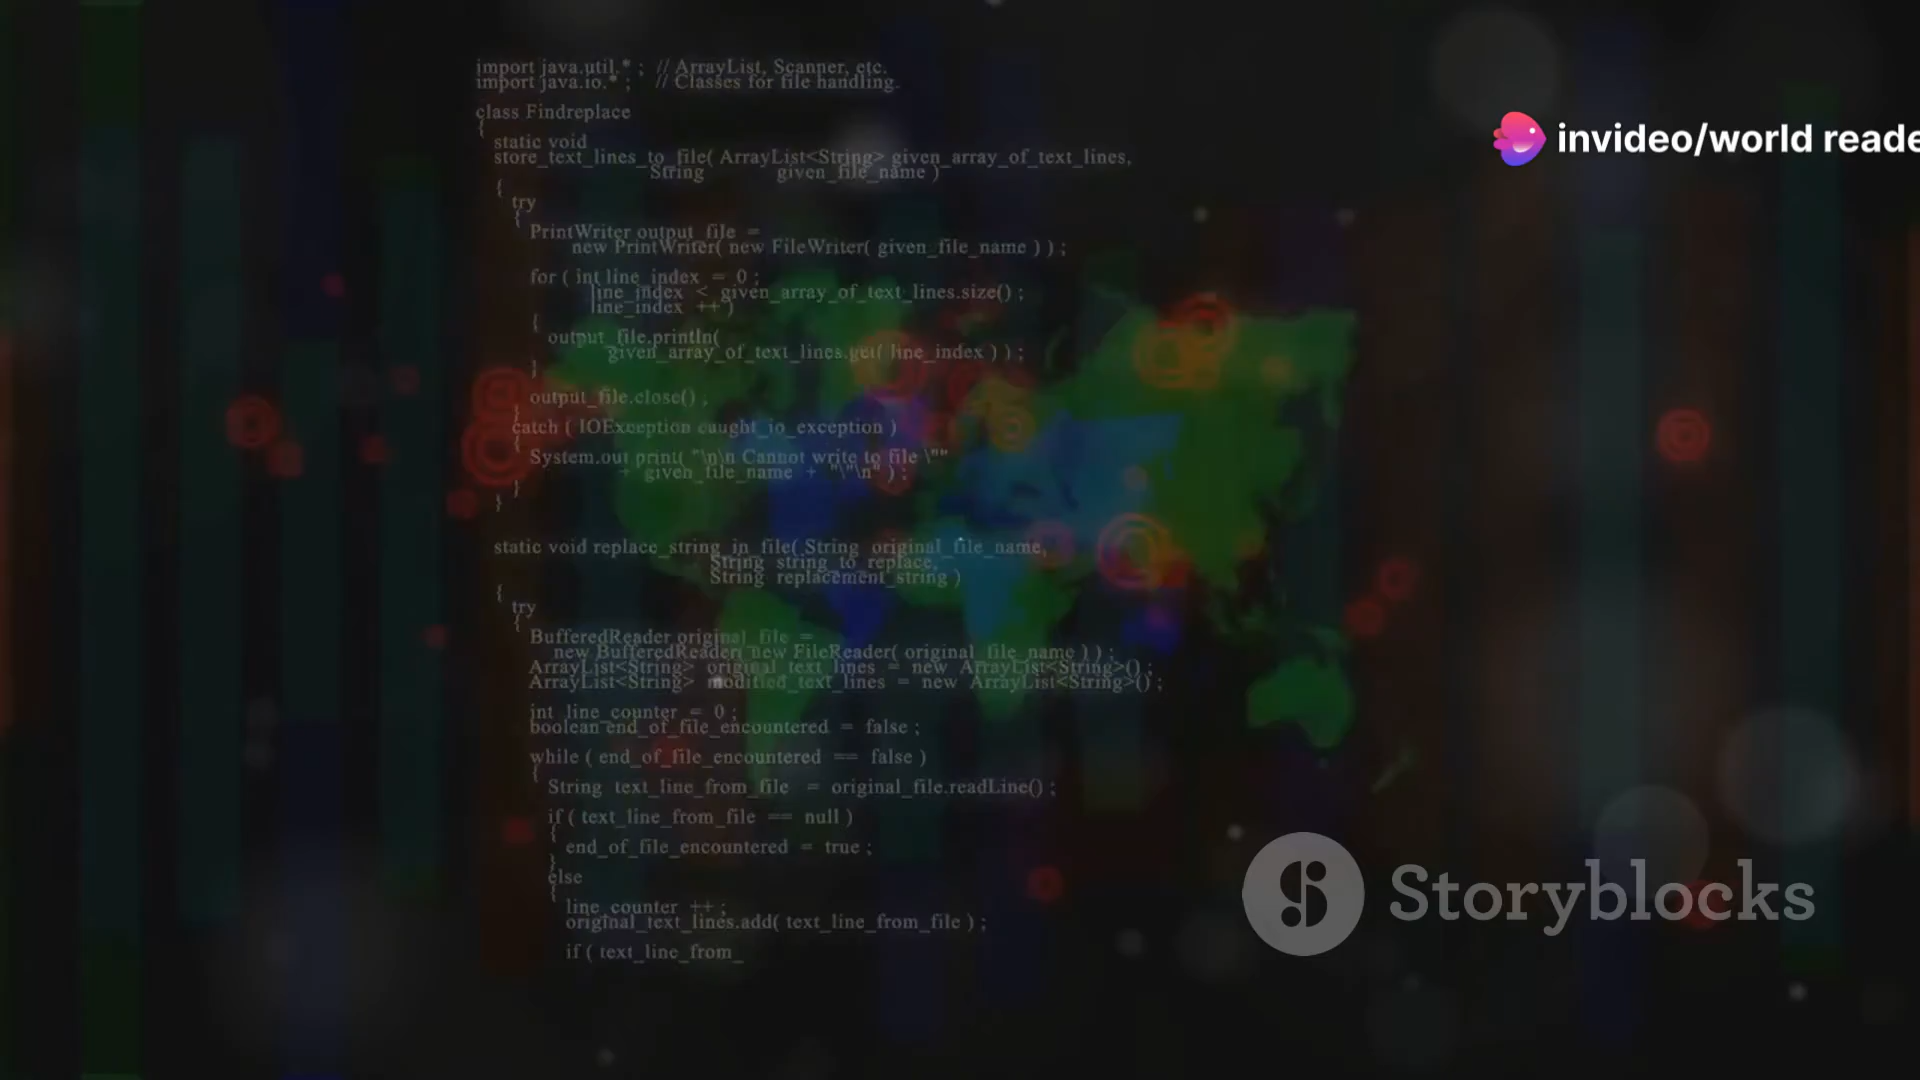 import java.util.* ; // ArrayList, Scanner, etc.
import java.io.* ; // Classes for file handling.
class Findreplace
{
static void
store_text_lines_to_file( ArrayList<String> given_array_of_text_lines,
String given_file_name )
{
try
{
PrintWriter output_file =
new PrintWriter( new FileWriter( given_file_name ) ) ;
for ( int line_index = 0 ;
line_index < given_array_of_text_lines.size() ;
line_index ++ )
{
output_file.println(
given_array_of_text_lines.get( line_index ) ) ;
}
output_file.close() ;
}
catch ( IOException caught_io_exception )
{
System.out.print( "\n\n Cannot write to file \""
+ given_file_name + "\"\n" ) ;
}
}
static void replace_string_in_file( String original_file_name,
String string_to_replace,
String replacement_string )
{
try
{
BufferedReader original_file =
new BufferedReader( new FileReader( original_file_name ) ) ;
ArrayList<String> original_text_lines = new ArrayList<String>() ;
ArrayList<String> modified_text_lines = new ArrayList<String>() ;
int line_counter = 0 ;
boolean end_of_file_encountered = false ;
while ( end_of_file_encountered == false )
{
String text_line_from_file = original_file.readLine() ;
if ( text_line_from_file == null )
{
end_of_file_encountered = true ;
}
else
{
line_counter ++ ;
original_text_lines.add( text_line_from_file ) ;
if ( text_line_from_
invideo/world reade
Storyblocks